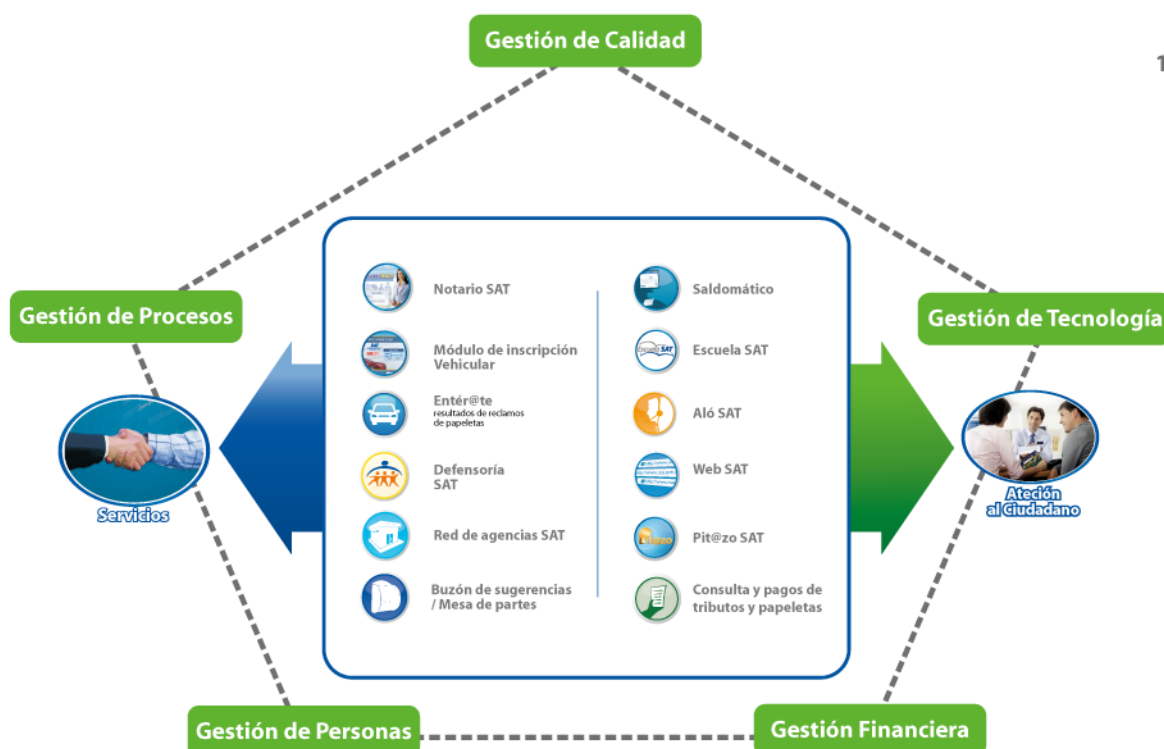 Gestión de Calidad
1
Gestión de Procesos
Gestión de Tecnología
Notario SAT
Módulo de inscripción
Vehicular
Entér@te
resultados de reclamos
de papeletas
Defensoría
SAT
Red de agencias SAT
Buzón de sugerencias
/ Mesa de partes
Saldomático
Escuela SAT
Aló SAT
Web SAT
Pit@zo SAT
Consulta y pagos de
tributos y papeletas
Servicios
Ateción
al Ciudadano
Gestión de Personas
Gestión Financiera